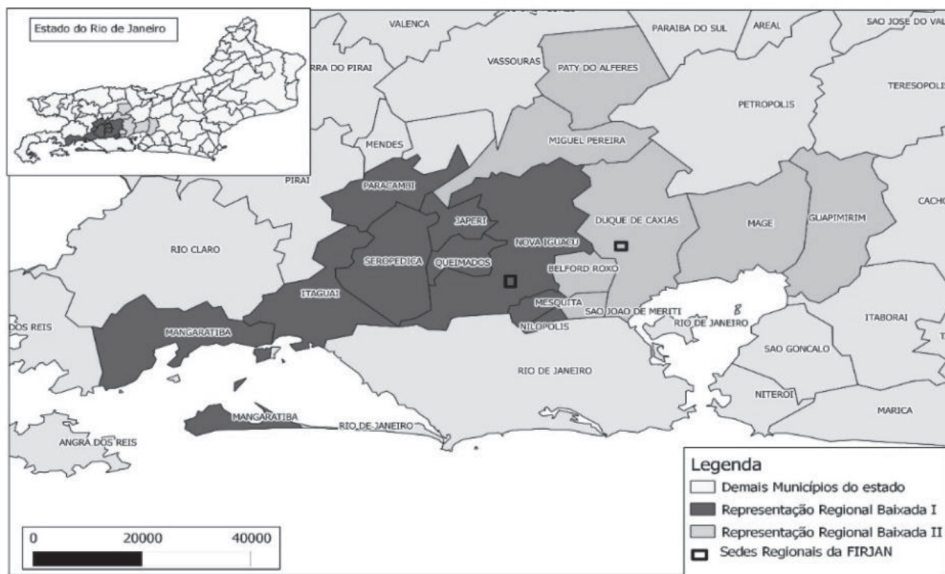 Estado do Rio de Janeiro
VALENCA
PARAIBA DO SUL
AREAL
SAO JOSE DO VAL
RRA DO PIRAI
VASSOURAS
PATY DO ALFERES
TERESOPOLIS
PETROPOLIS
MENDES
MIGUEL PEREIRA
PIRAI
PARACAMBI
CACHO
JAPERI
DUQUE DE CAXIAS
MAGE
GUAPIMIRIM
RIO CLARO
NOVA IGUACU
SEROPEDICA
QUEIMADOS
BELFORD ROXO
ITAGUAI
MESQUITA
SAO JOAO DE MERITI
ITABORAI
DOS REIS
MANGARATIBA
NILOPOLIS
RIO DE JANEIRO
SAO GONCALO
RIO DE JANEIRO
NITEROI
MANGARATIBA
RIO DE JANEIRO
MARICA
ANGRA DOS REIS
Legenda
Demais Municípios do estado
Representação Regional Baixada I
Representação Regional Baixada II
Sedes Regionais da FIRJAN
0 20000 40000